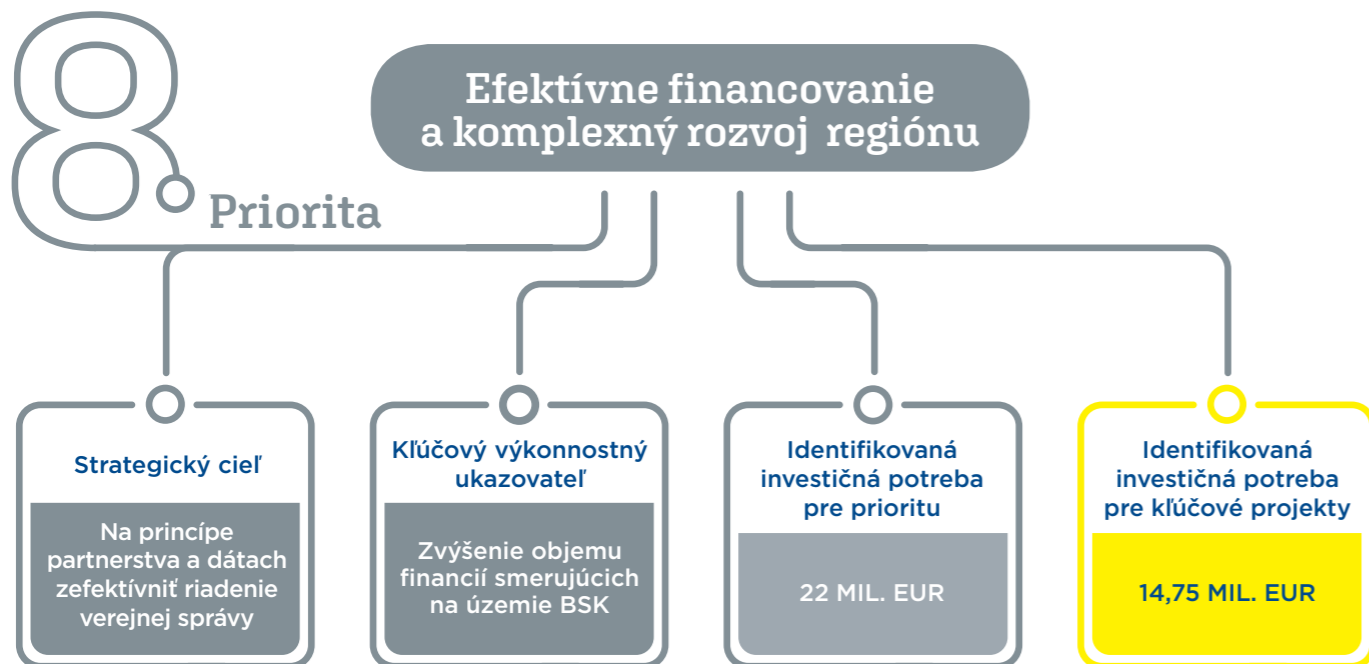 8.
Priorita
Efektívne financovanie
a komplexný rozvoj regiónu
Strategický cieľ
Na princípe
partnerstva a dátach
zefektívniť riadenie
verejnej správy
Kľúčový výkonnostný
ukazovateľ
Zvýšenie objemu
financií smerujúcich
na územie BSK
Identifikovaná
investičná potreba
pre prioritu
22 MIL. EUR
Identifikovaná
investičná potreba
pre kľúčové projekty
14,75 MIL. EUR